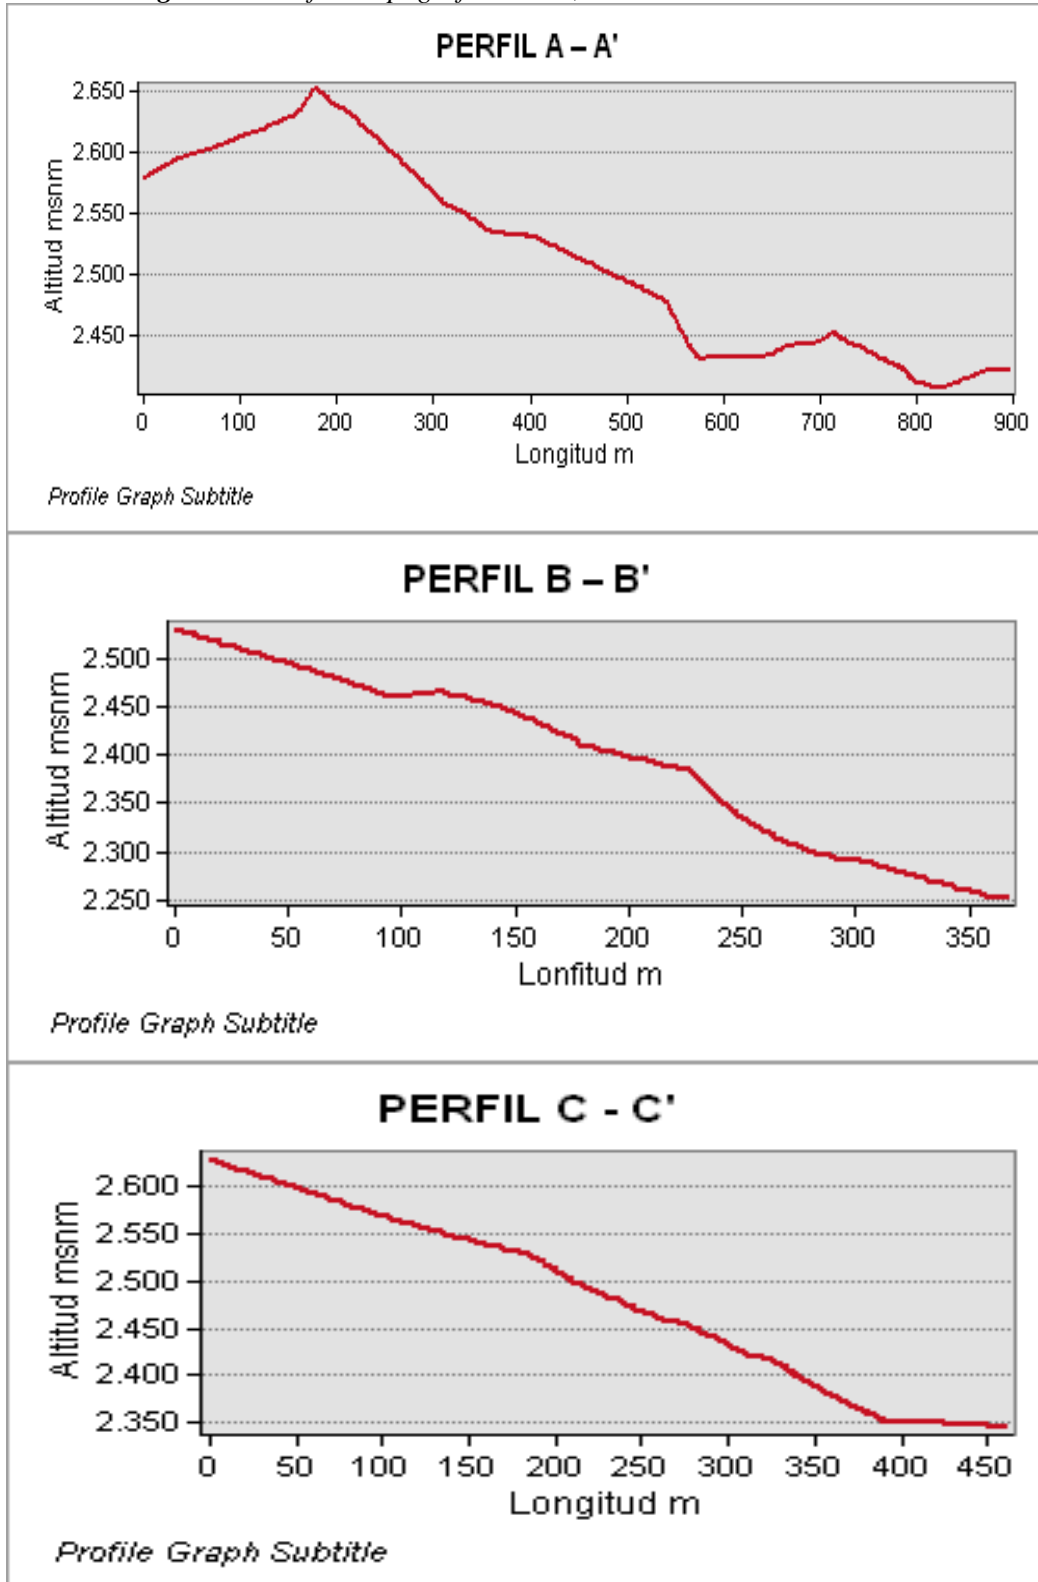 PERFIL A – A'
2.650
2.600
2.550
2.500
2.450
Altitud msnm
0 100 200 300 400 500 600 700 800 900
Longitud m
Profile Graph Subtitle
PERFIL B – B'
2.500
2.450
2.400
2.350
2.300
2.250
Altitud msnm
0 50 100 150 200 250 300 350
Lonfitud m
Profile Graph Subtitle
PERFIL C - C'
2.600
2.550
2.500
2.450
2.400
2.350
Altitud msnm
0 50 100 150 200 250 300 350 400 450
Longitud m
Profile Graph Subtitle